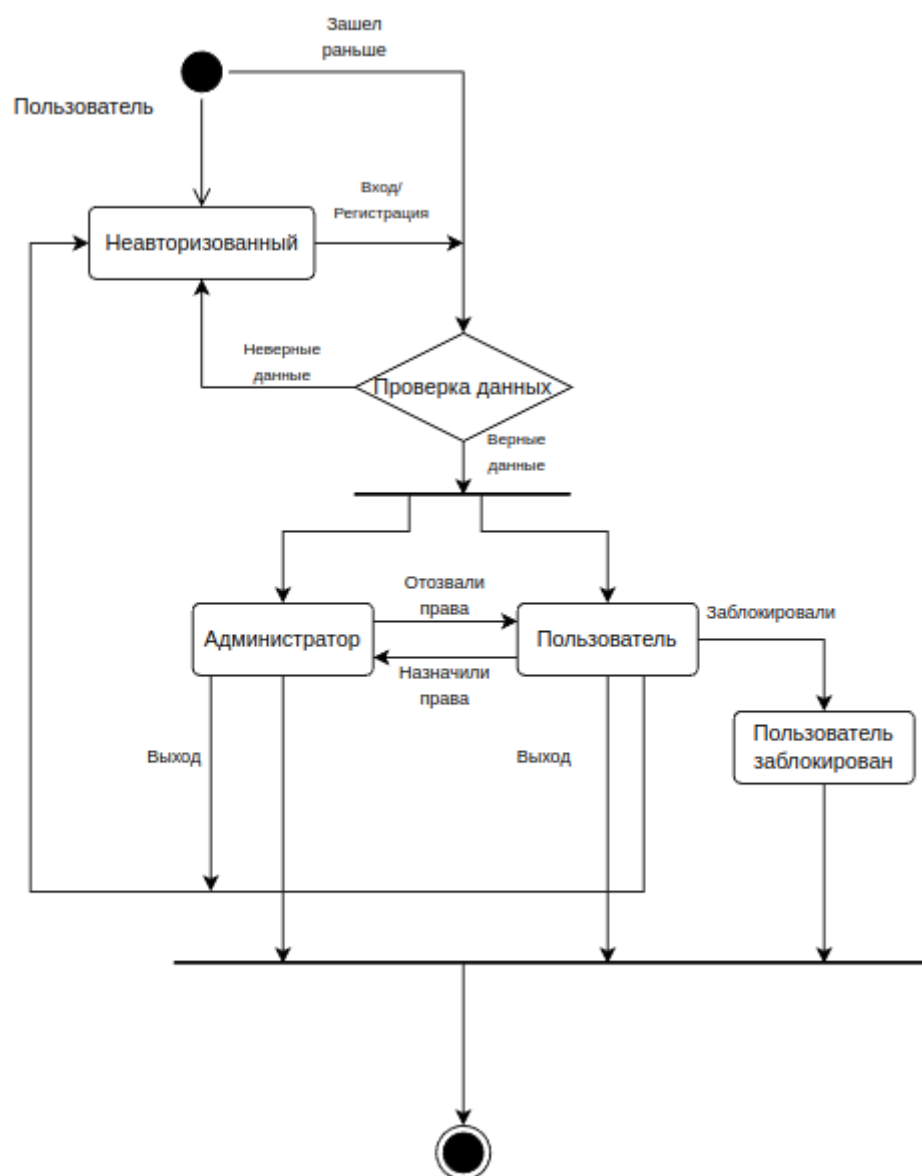 Зашел
раньше
Пользователь
Вход/
Регистрация
Неавторизованный
Неверные
данные
Проверка данных
Верные
данные
Отозвали
права
Заблокировали
Администратор
Пользователь
Назначили
права
Пользователь
заблокирован
Выход
Выход